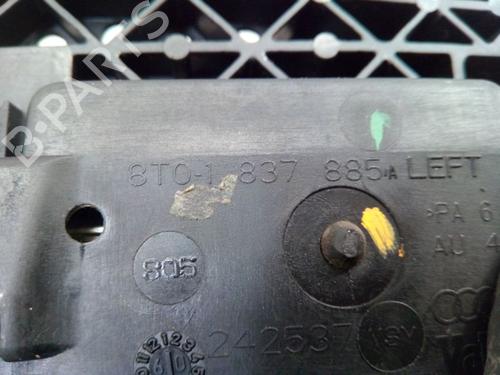 B-PARTS
8T0-1 837 885 A LEFT
>PA 6
AU 4
805
242537